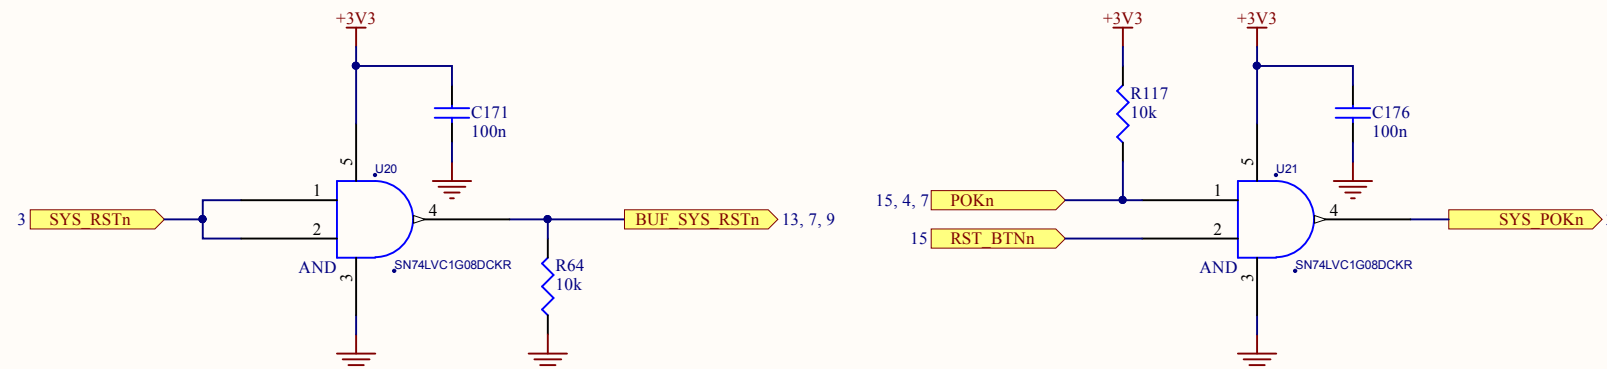 +3V3
C171
100n
5
U20
1
2
4
3
AND
SN74LVC1G08DCKR
3 SYS_RSTn
BUF_SYS_RSTn 13, 7, 9
R64
10k
+3V3
+3V3
R117
10k
C176
100n
5
U21
15, 4, 7 POKn
1
15 RST_BTNn
2
4
3
AND
SN74LVC1G08DCKR
SYS_POKn